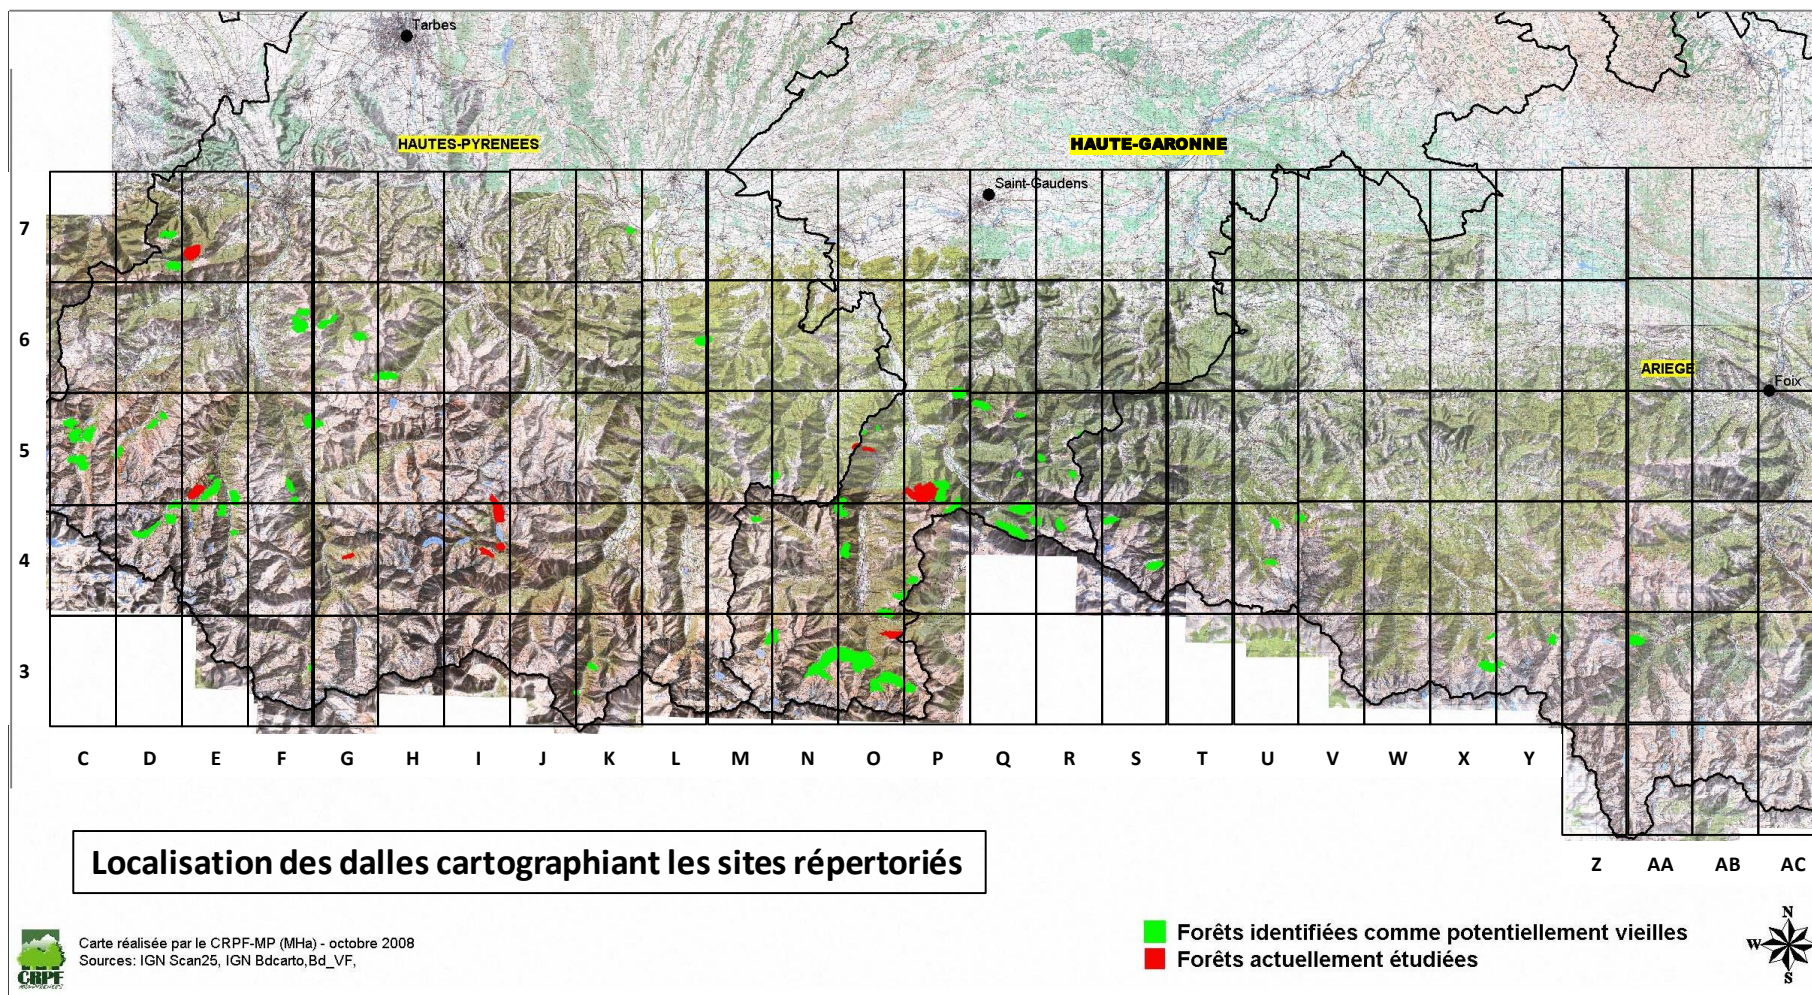 Tarbes
HAUTES-PYRENEES
HAUTE-GARONNE
Saint-Gaudens
7
6
ARIEGE
Foix
5
4
3
C D E F G H I J K L M N O P Q R S T U V W X Y
Z AA AB AC
Localisation des dalles cartographiant les sites répertoriés
Carte réalisée par le CRPF-MP (MHa) - octobre 2008
Sources: IGN Scan25, IGN Bdcarto,Bd_VF,
CRPF
Forêts identifiées comme potentiellement vieilles
Forêts actuellement étudiées
N
W E
S